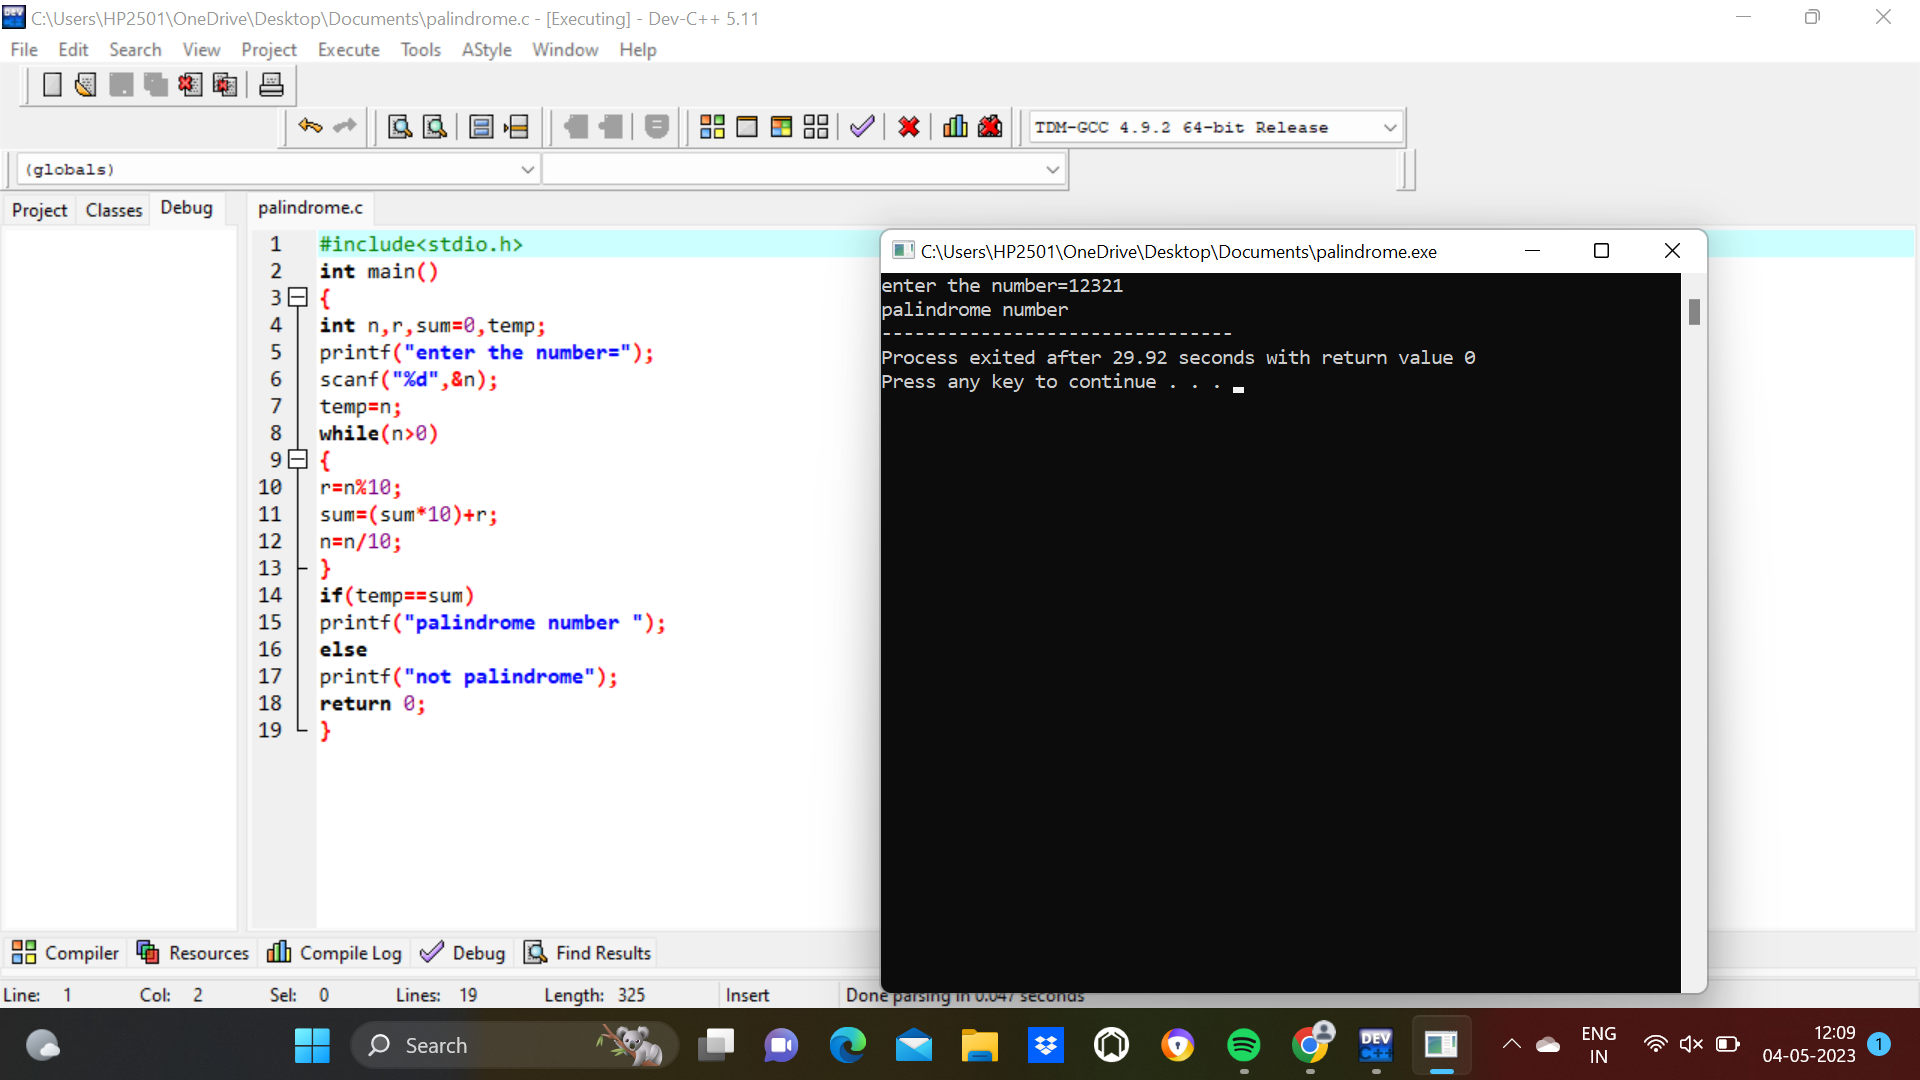 C:\Users\HP2501\OneDrive\Desktop\Documents\palindrome.c - [Executing] - Dev-C++ 5.11
File Edit Search View Project Execute Tools AStyle Window Help
TDM-GCC 4.9.2 64-bit Release
(globals)
Project Classes Debug
palindrome.c
1 #include<stdio.h>
2 int main()
3 {
4 int n,r,sum=0,temp;
5 printf("enter the number=");
6 scanf("%d",&n);
7 temp=n;
8 while(n>0)
9 {
10 r=n%10;
11 sum=(sum*10)+r;
12 n=n/10;
13 }
14 if(temp==sum)
15 printf("palindrome number ");
16 else
17 printf("not palindrome");
18 return 0;
19 }
C:\Users\HP2501\OneDrive\Desktop\Documents\palindrome.exe
enter the number=12321
palindrome number
--------------------------------
Process exited after 29.92 seconds with return value 0
Press any key to continue . . .
Compiler Resources Compile Log Debug Find Results
Line: 1 Col: 2 Sel: 0 Lines: 19 Length: 325 Insert Done parsing in 0.047 seconds
Search
DEV
C++
ENG
IN
12:09
04-05-2023
1